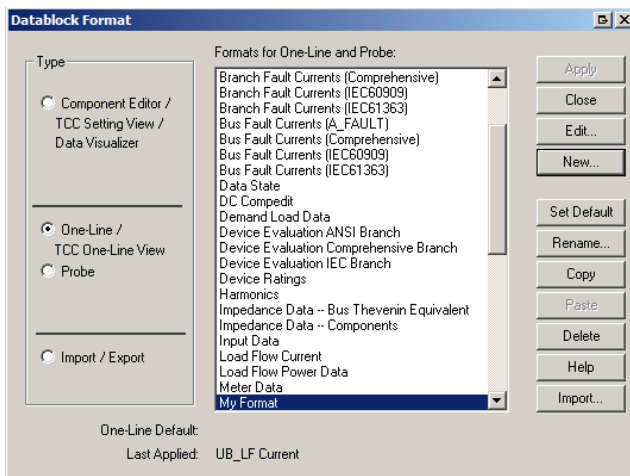 Datablock Format
Type
Component Editor /
TCC Setting View /
Data Visualizer
One-Line /
TCC One-Line View
Probe
Import / Export
Formats for One-Line and Probe:
Branch Fault Currents (Comprehensive)
Branch Fault Currents (IEC60909)
Branch Fault Currents (IEC61363)
Bus Fault Currents (A_FAULT)
Bus Fault Currents (Comprehensive)
Bus Fault Currents (IEC60909)
Bus Fault Currents (IEC61363)
Data State
DC Compedit
Demand Load Data
Device Evaluation ANSI Branch
Device Evaluation Comprehensive Branch
Device Evaluation IEC Branch
Device Ratings
Harmonics
Impedance Data -- Bus Thevenin Equivalent
Impedance Data -- Components
Input Data
Load Flow Current
Load Flow Power Data
Meter Data
My Format
Apply
Close
Edit...
New...
Set Default
Rename...
Copy
Paste
Delete
Help
Import...
One-Line Default:
Last Applied: UB_LF Current